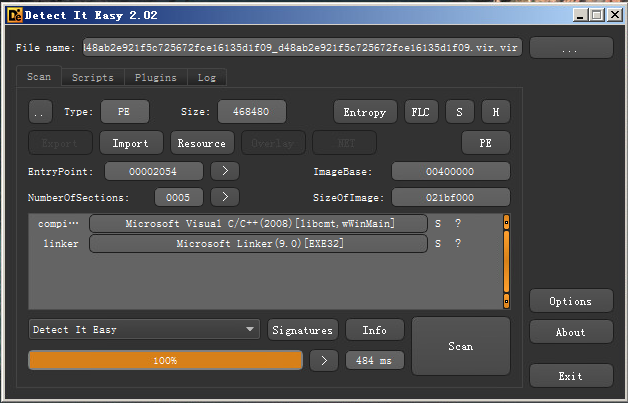 Detect It Easy 2.02
File name: d48ab2e921f5c725672fce16135d1f09_d48ab2e921f5c725672fce16135d1f09.vir.vir ...
Scan Scripts Plugins Log
.. Type: PE Size: 468480 Entropy FLC S H
Export Import Resource Overlay .NET PE
EntryPoint: 00002054 > ImageBase: 00400000
NumberOfSections: 0005 > SizeOfImage: 021bf000
compi··· Microsoft Visual C/C++(2008)[libcmt,wWinMain] S ?
linker Microsoft Linker(9.0)[EXE32] S ?
Options
Detect It Easy Signatures Info Scan About
100% > 484 ms
Exit